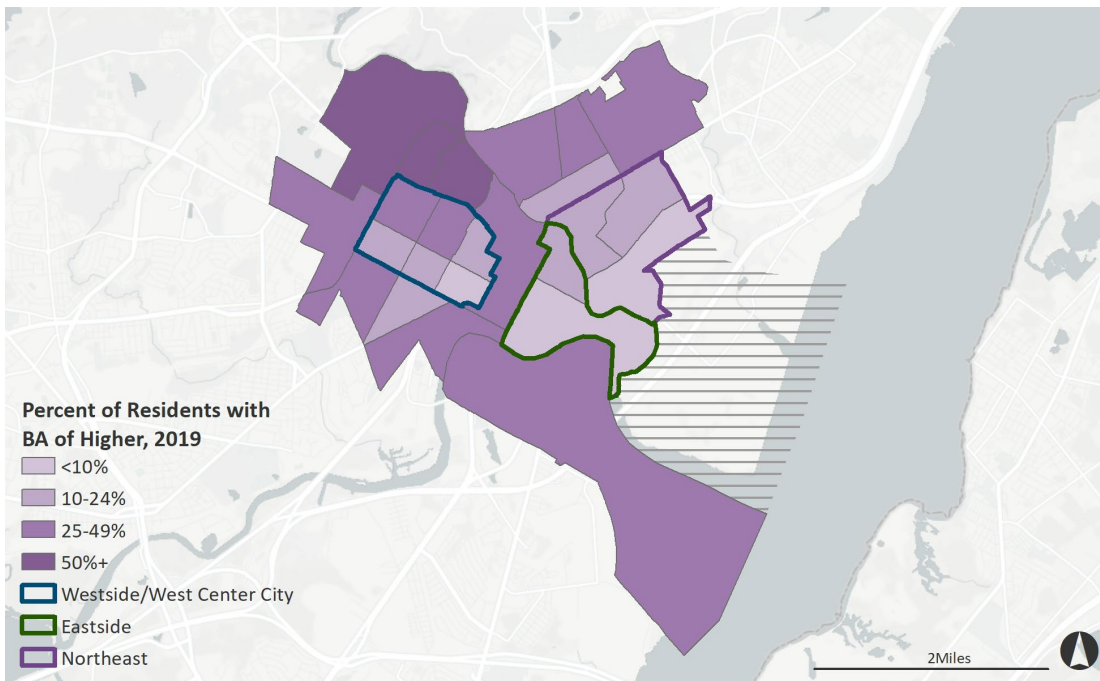 Percent of Residents with
BA of Higher, 2019
<10%
10-24%
25-49%
50%+
Westside/West Center City
Eastside
Northeast
2Miles